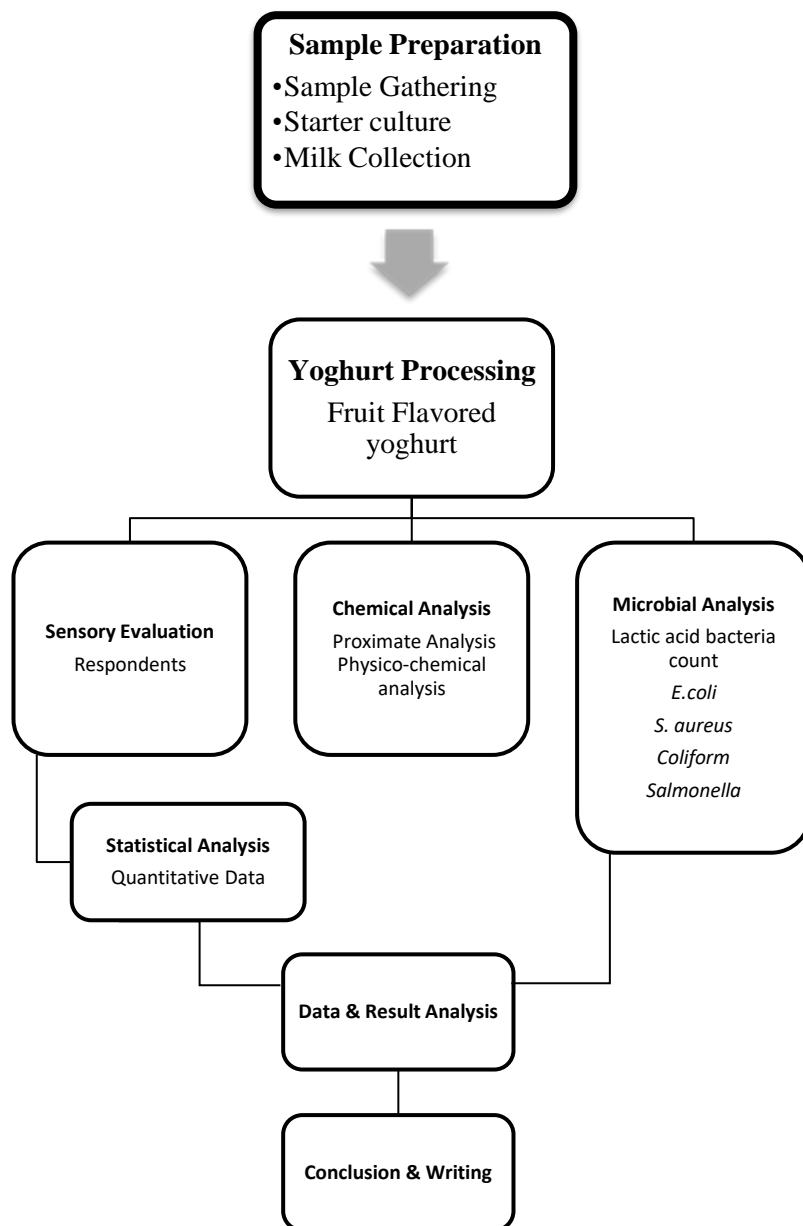 Sample Preparation
•Sample Gathering
•Starter culture
•Milk Collection
Yoghurt Processing
Fruit Flavored
yoghurt
Sensory Evaluation
Respondents
Chemical Analysis
Proximate Analysis
Physico-chemical
analysis
Microbial Analysis
Lactic acid bacteria
count
E.coli
S. aureus
Coliform
Salmonella
Statistical Analysis
Quantitative Data
Data & Result Analysis
Conclusion & Writing